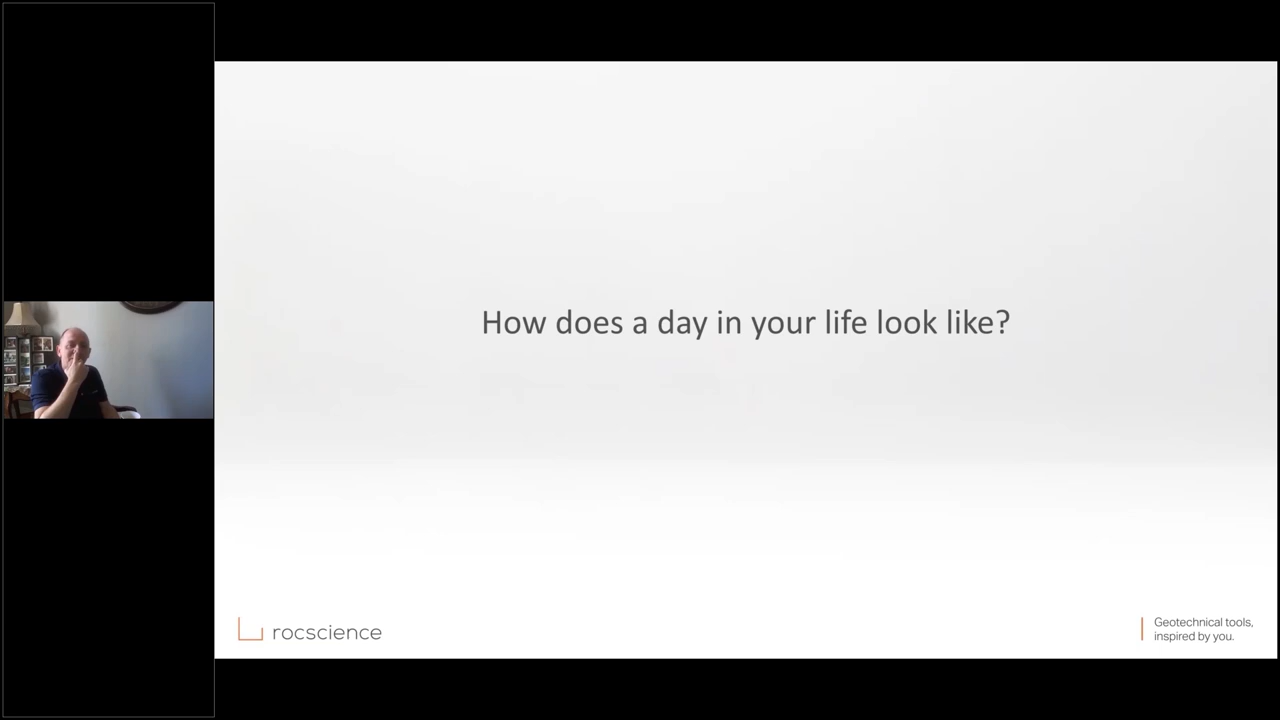 How does a day in your life look like?
rocscience
Geotechnical tools,
inspired by you.